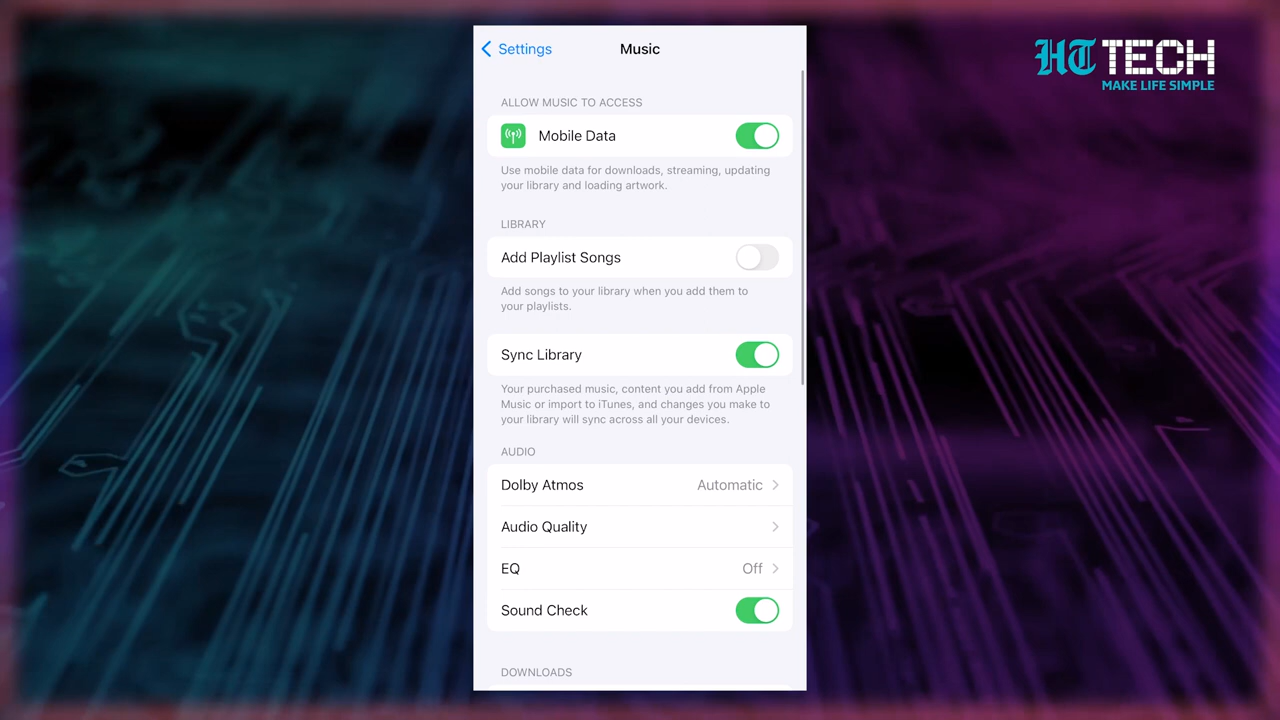 Settings
Music
HT TECH
MAKE LIFE SIMPLE
ALLOW MUSIC TO ACCESS
Mobile Data
Use mobile data for downloads, streaming, updating
your library and loading artwork.
LIBRARY
Add Playlist Songs
Add songs to your library when you add them to
your playlists.
Sync Library
Your purchased music, content you add from Apple
Music or import to iTunes, and changes you make to
your library will sync across all your devices.
AUDIO
Dolby Atmos Automatic
Audio Quality
EQ Off
Sound Check
DOWNLOADS